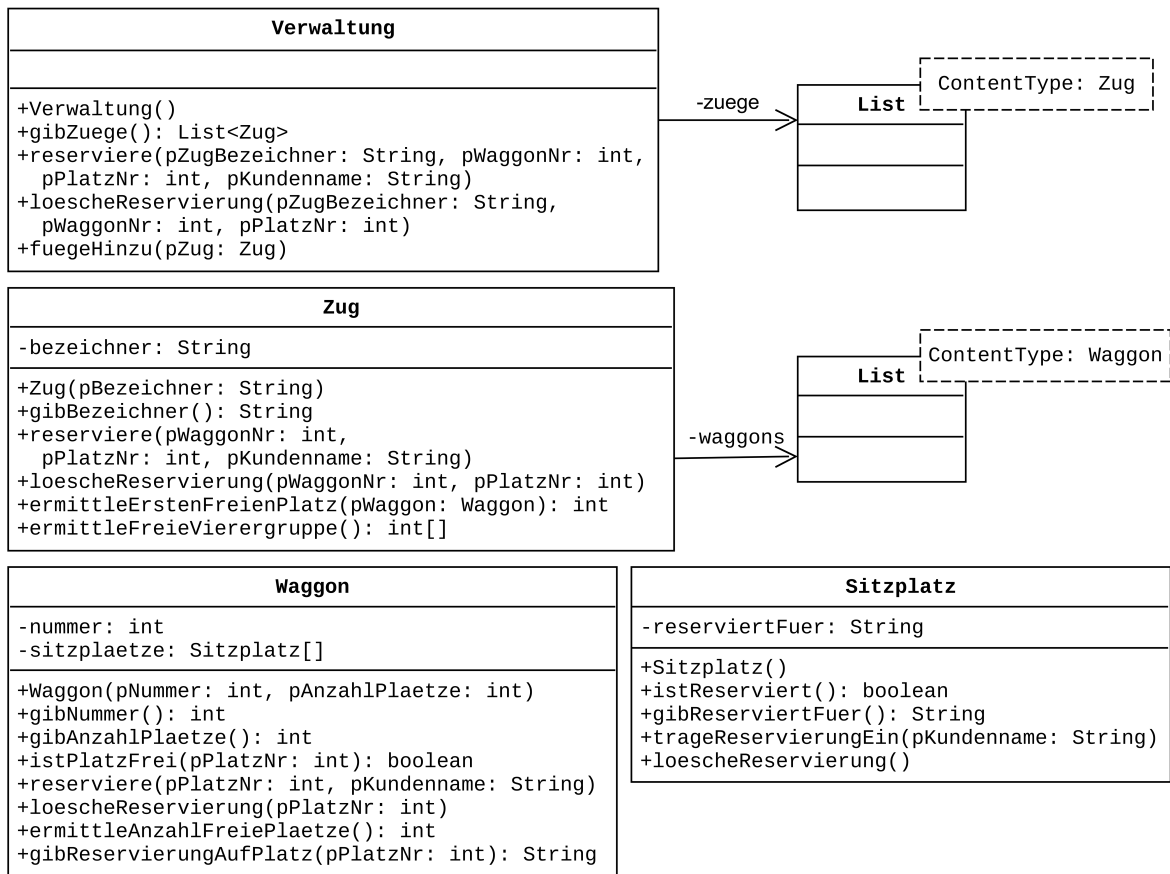 Verwaltung
+Verwaltung()
+gibZuege(): List<Zug>
+reserviere(pZugBezeichner: String, pWaggonNr: int,
pPlatzNr: int, pKundenname: String)
+loescheReservierung(pZugBezeichner: String,
pWaggonNr: int, pPlatzNr: int)
+fuegeHinzu(pZug: Zug)
-zuege
ContentType: Zug
List
Zug
-bezeichner: String
+Zug(pBezeichner: String)
+gibBezeichner(): String
+reserviere(pWaggonNr: int,
pPlatzNr: int, pKundenname: String)
+loescheReservierung(pWaggonNr: int, pPlatzNr: int)
+ermittleErstenFreienPlatz(pWaggon: Waggon): int
+ermittleFreieVierergruppe(): int[]
-waggons
ContentType: Waggon
List
Waggon
-nummer: int
-sitzplaetze: Sitzplatz[]
+Waggon(pNummer: int, pAnzahlPlaetze: int)
+gibNummer(): int
+gibAnzahlPlaetze(): int
+istPlatzFrei(pPlatzNr: int): boolean
+reserviere(pPlatzNr: int, pKundenname: String)
+loescheReservierung(pPlatzNr: int)
+ermittleAnzahlFreiePlaetze(): int
+gibReservierungAufPlatz(pPlatzNr: int): String
Sitzplatz
-reserviertFuer: String
+Sitzplatz()
+istReserviert(): boolean
+gibReserviertFuer(): String
+trageReservierungEin(pKundenname: String)
+loescheReservierung()